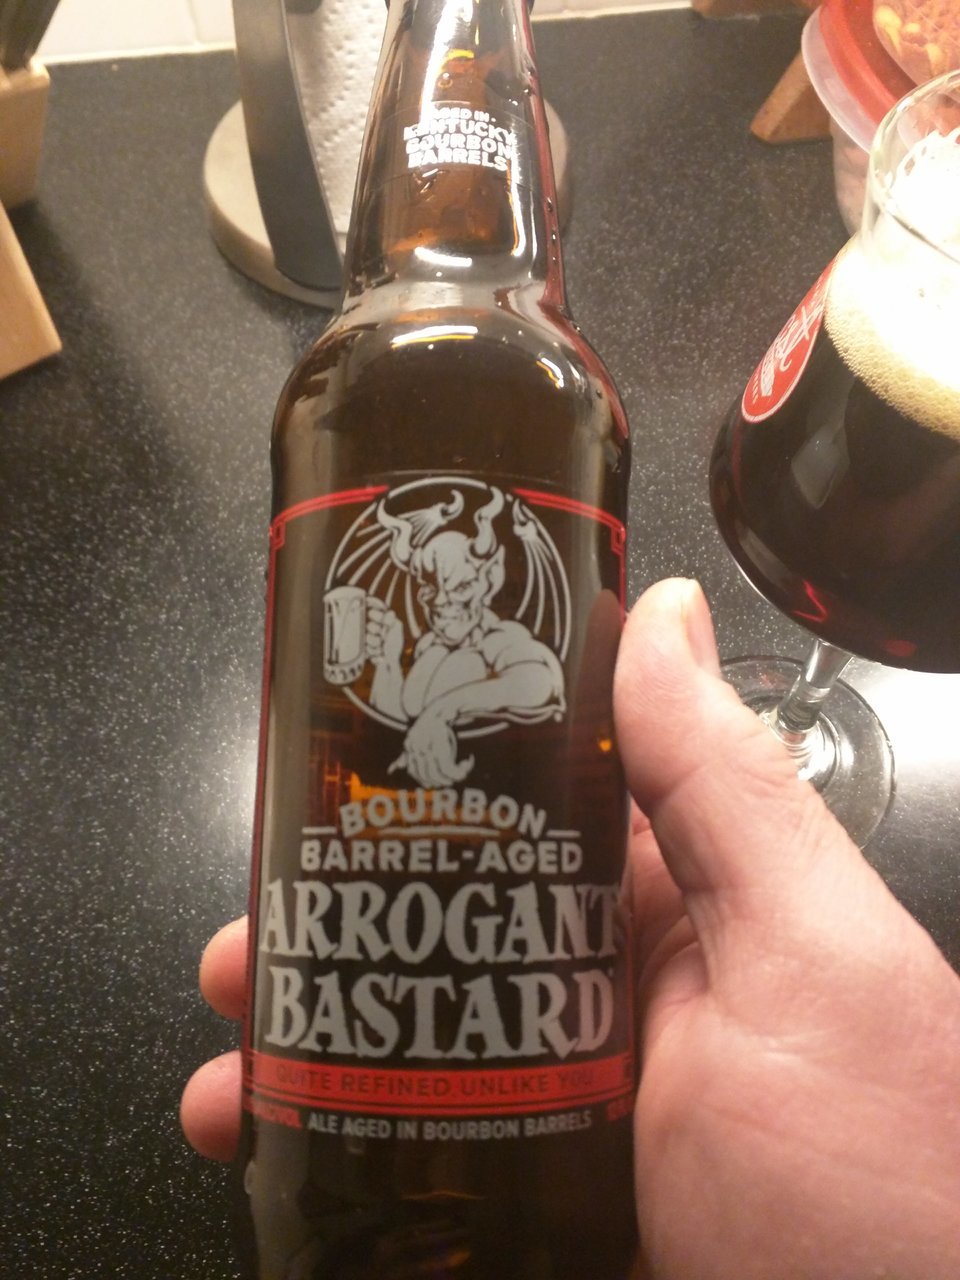 AGED IN
KENTUCKY
BOURBON
BARRELS
BOURBON
BARREL-AGED
ARROGANT
BASTARD
QUITE REFINED UNLIKE YOU
ALE AGED IN BOURBON BARRELS